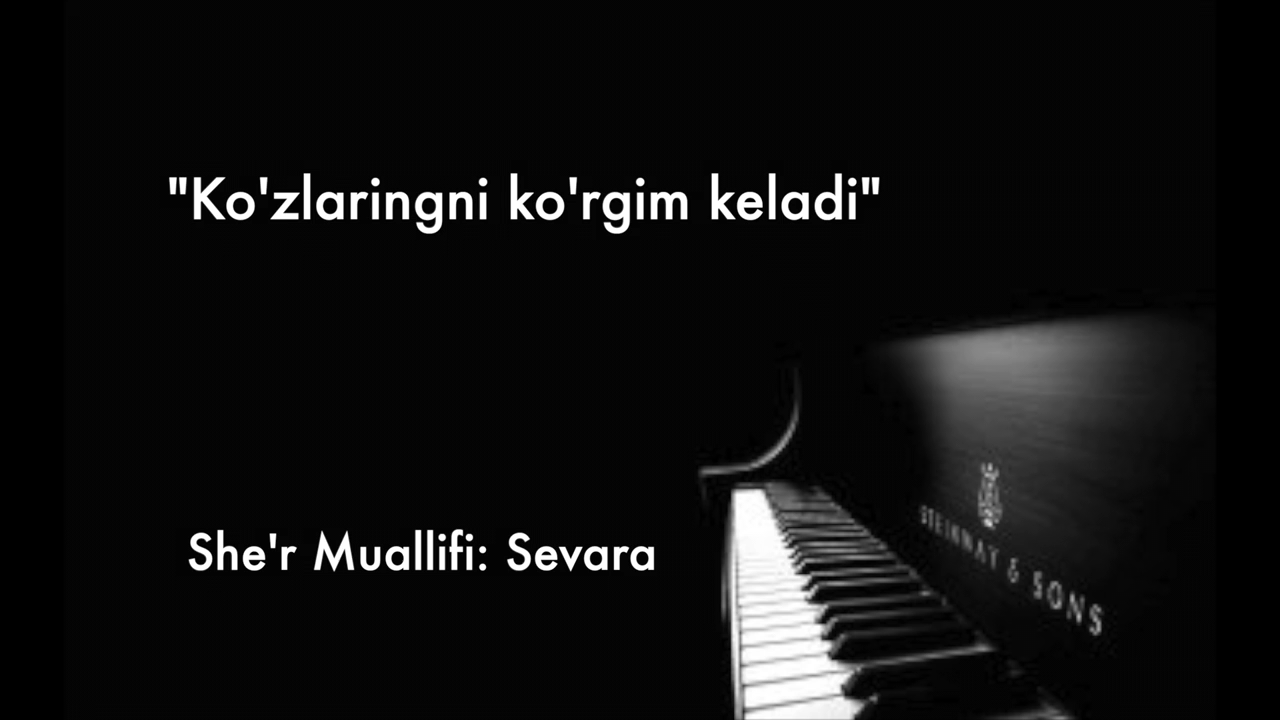 "Ko'zlaringni ko'rgim keladi"
She'r Muallifi: Sevara
STEINWAY & SONS